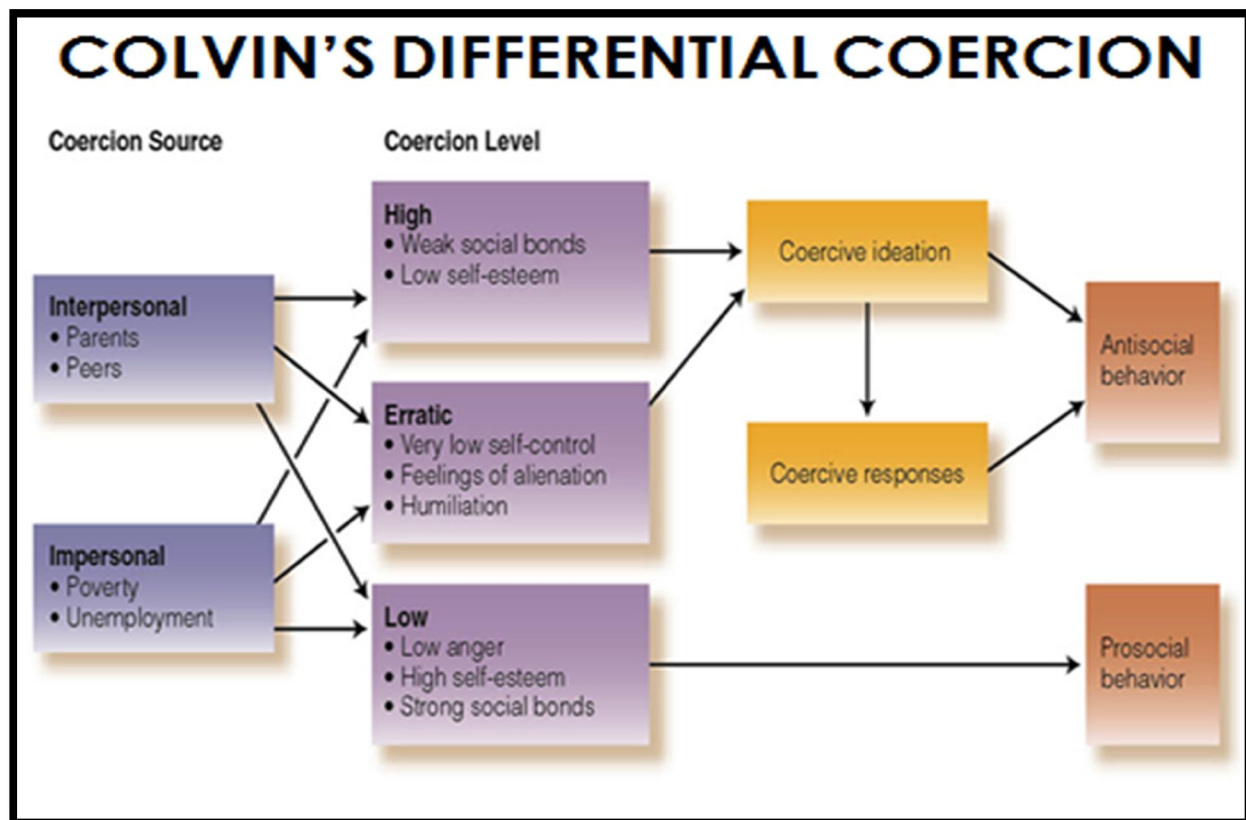 COLVIN'S DIFFERENTIAL COERCION
Coercion Source
Coercion Level
Interpersonal
• Parents
• Peers
Impersonal
• Poverty
• Unemployment
High
• Weak social bonds
• Low self-esteem
Erratic
• Very low self-control
• Feelings of alienation
• Humiliation
Low
• Low anger
• High self-esteem
• Strong social bonds
Coercive ideation
Coercive responses
Antisocial
behavior
Prosocial
behavior